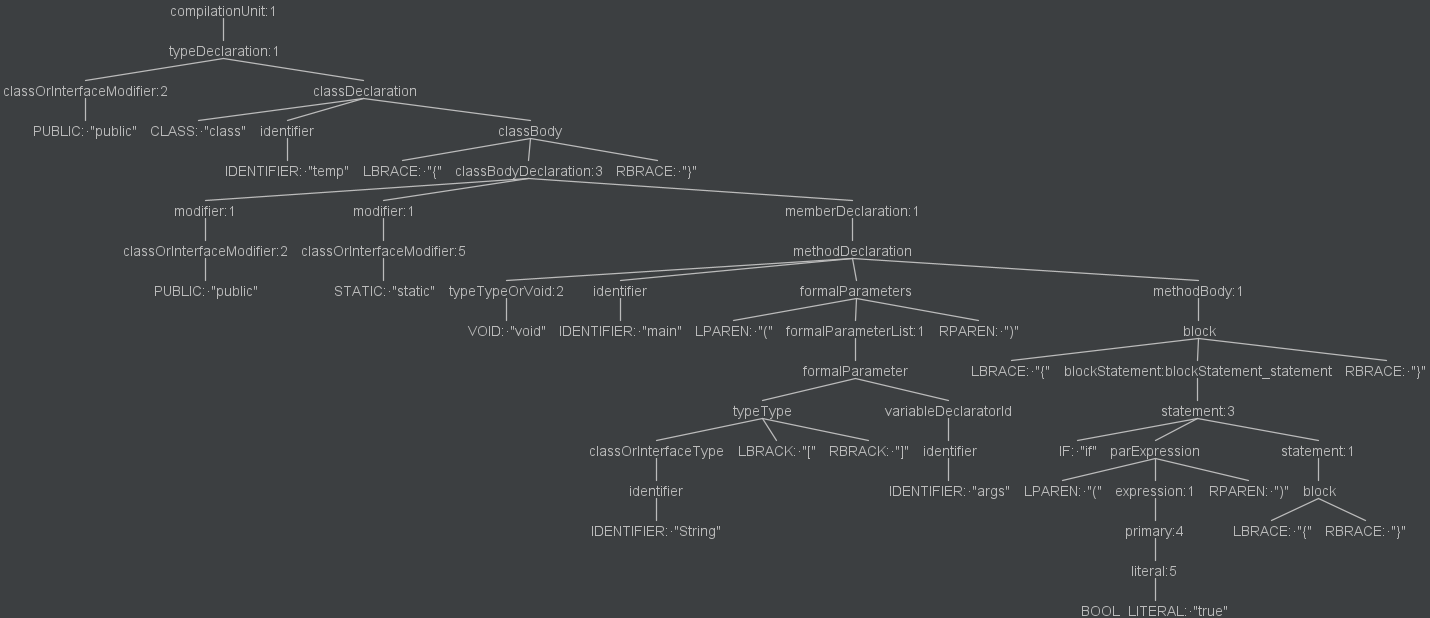 compilationUnit:1
typeDeclaration:1
classOrInterfaceModifier:2 classDeclaration
PUBLIC:·"public" CLASS:·"class" identifier classBody
IDENTIFIER:·"temp" LBRACE:·"{" classBodyDeclaration:3 RBRACE:·"}"
modifier:1 modifier:1 memberDeclaration:1
classOrInterfaceModifier:2 classOrInterfaceModifier:5 methodDeclaration
PUBLIC:·"public" STATIC:·"static" typeTypeOrVoid:2 identifier formalParameters methodBody:1
VOID:·"void" IDENTIFIER:·"main" LPAREN:·"(" formalParameterList:1 RPAREN:·")" block
formalParameter LBRACE:·"{" blockStatement:blockStatement_statement RBRACE:·"}"
typeType variableDeclaratorId statement:3
classOrInterfaceType LBRACK:·"[" RBRACK:·"]" identifier IF:·"if" parExpression statement:1
identifier IDENTIFIER:·"args" LPAREN:·"(" expression:1 RPAREN:·")" block
IDENTIFIER:·"String" primary:4 LBRACE:·"{" RBRACE:·"}"
literal:5
BOOL_LITERAL:·"true"